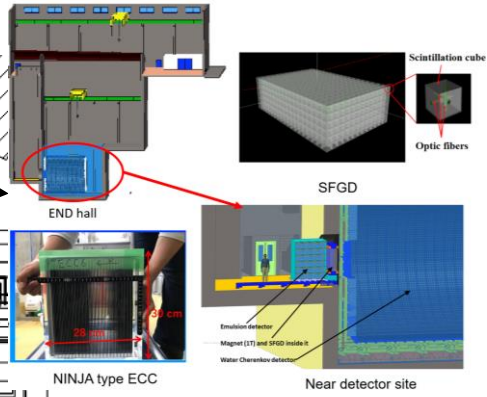 Scintillation cube
Optic fibers
SFGD
END hall
28 cm
30 cm
NINJA type ECC
Emulsion detector
Magnet (1T) and SFGD inside it
Water Cherenkov detector
Near detector site